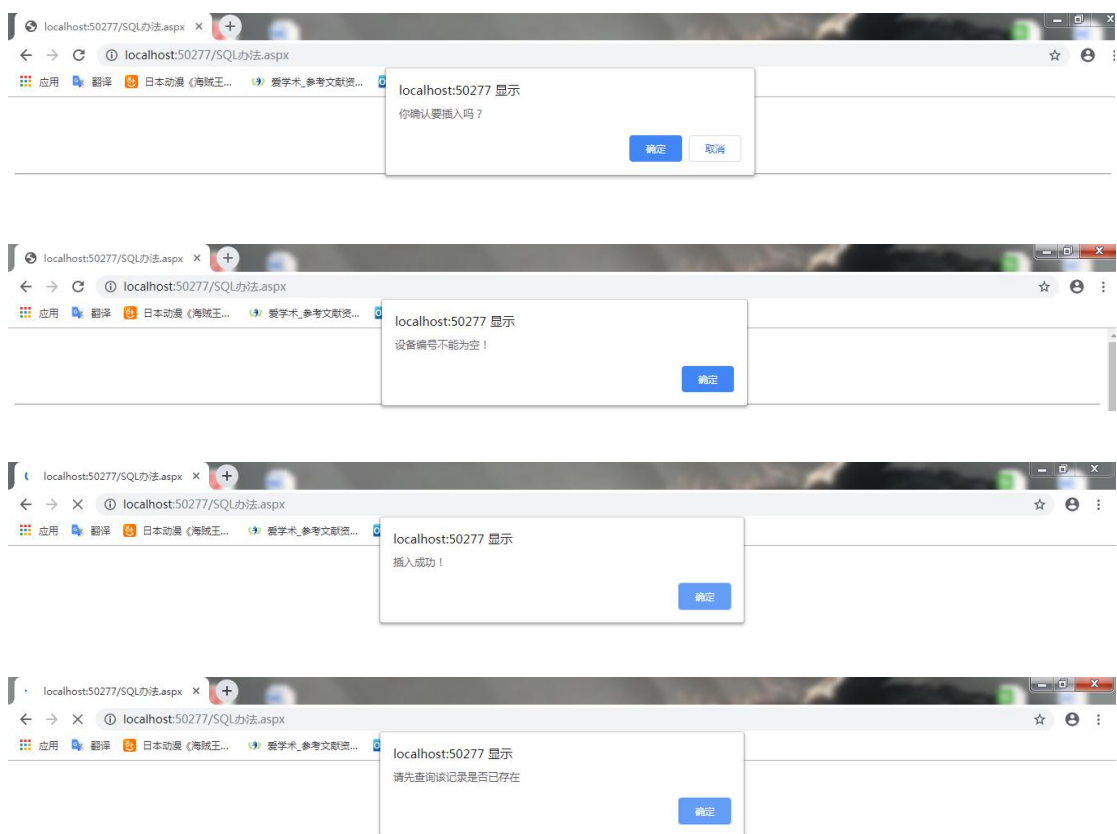 localhost:50277/SQL办法.aspx
localhost:50277/SQL办法.aspx
应用 翻译 日本动漫《海贼王... 爱学术_参考文献资...
localhost:50277 显示
你确认要插入吗？
确定 取消
localhost:50277/SQL办法.aspx
localhost:50277/SQL办法.aspx
应用 翻译 日本动漫《海贼王... 爱学术_参考文献资...
localhost:50277 显示
设备编号不能为空！
确定
localhost:50277/SQL办法.aspx
localhost:50277/SQL办法.aspx
应用 翻译 日本动漫《海贼王... 爱学术_参考文献资...
localhost:50277 显示
插入成功！
确定
localhost:50277/SQL办法.aspx
localhost:50277/SQL办法.aspx
应用 翻译 日本动漫《海贼王... 爱学术_参考文献资...
localhost:50277 显示
请先查询该记录是否已存在
确定